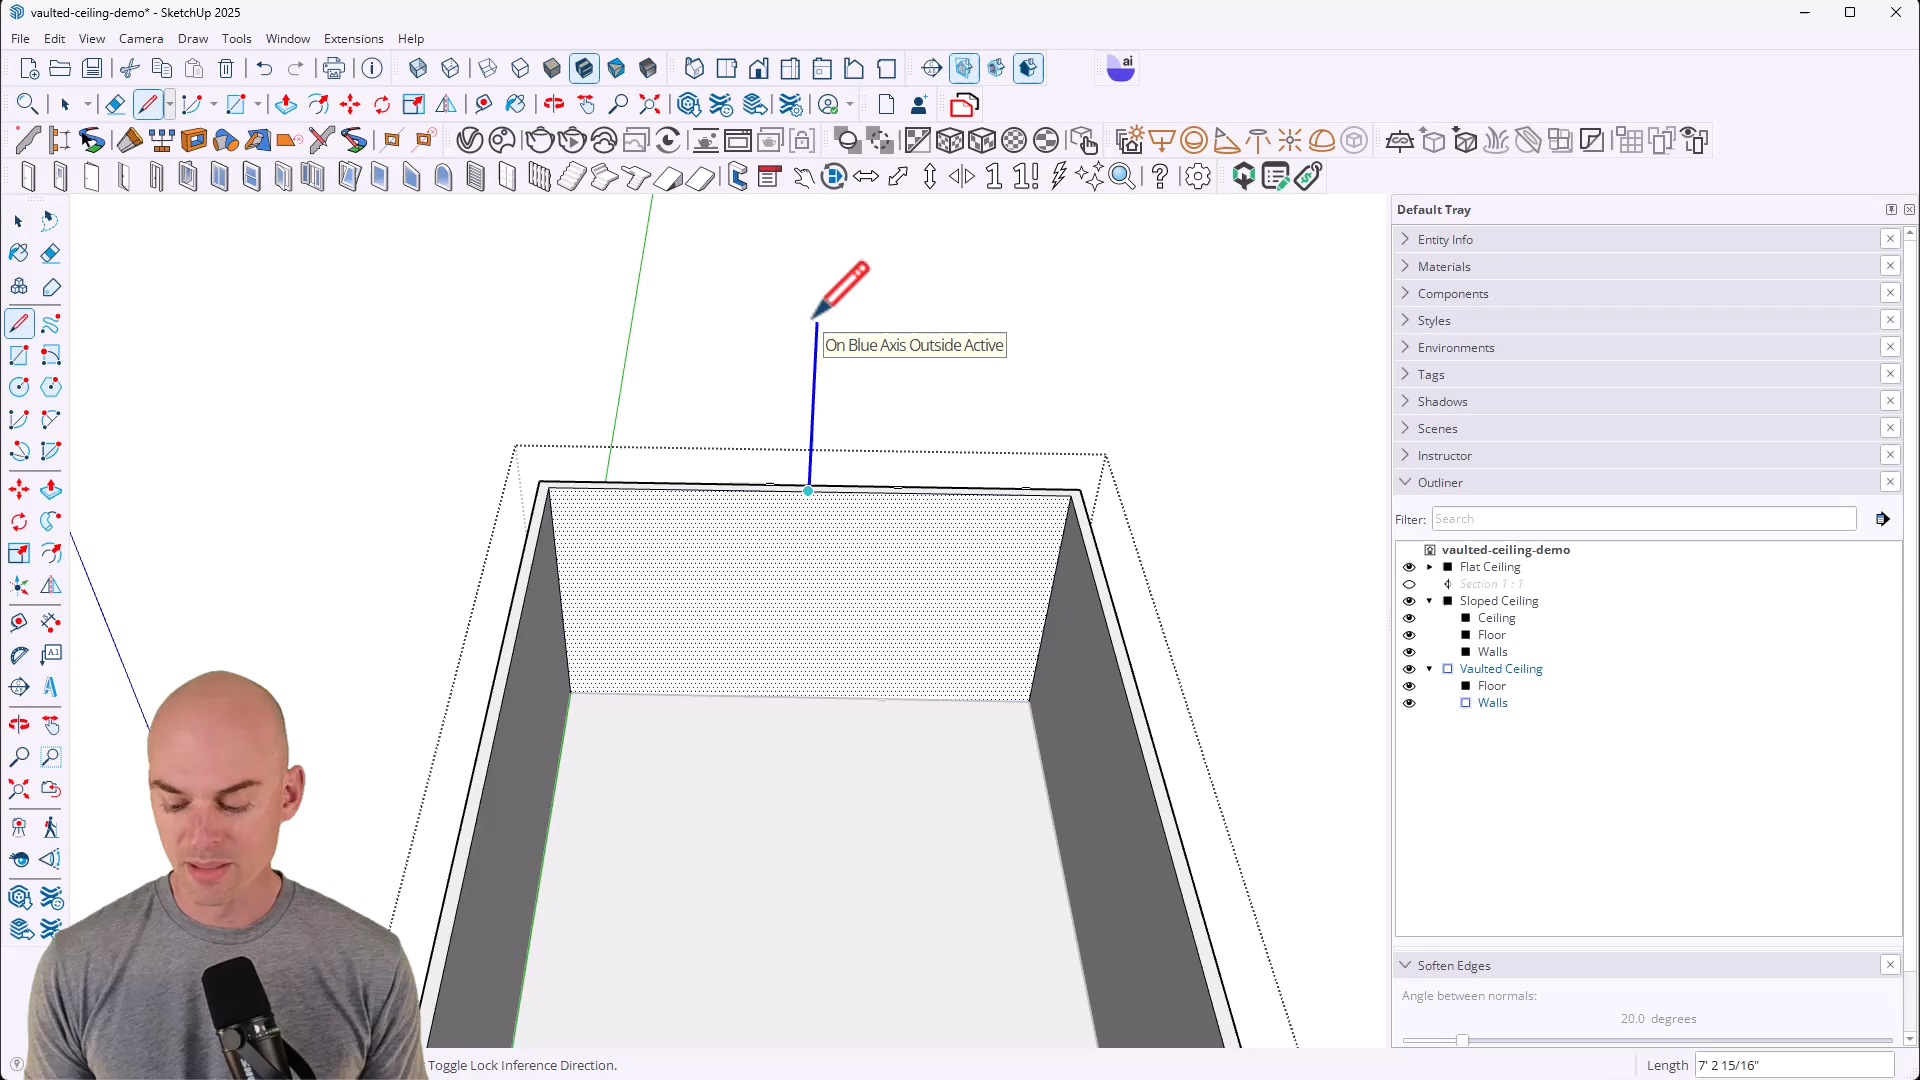 vaulted-ceiling-demo* - SketchUp 2025
File Edit View Camera Draw Tools Window Extensions Help
ai
Default Tray
Entity Info
Materials
Components
Styles
Environments
Tags
Shadows
Scenes
Instructor
Outliner
Filter: Search
vaulted-ceiling-demo
Flat Ceiling
Section 1 : 1
Sloped Ceiling
Ceiling
Floor
Walls
Vaulted Ceiling
Floor
Walls
On Blue Axis Outside Active
Soften Edges
Angle between normals:
20.0 degrees
Toggle Lock Inference Direction.
Length 7' 2 15/16"